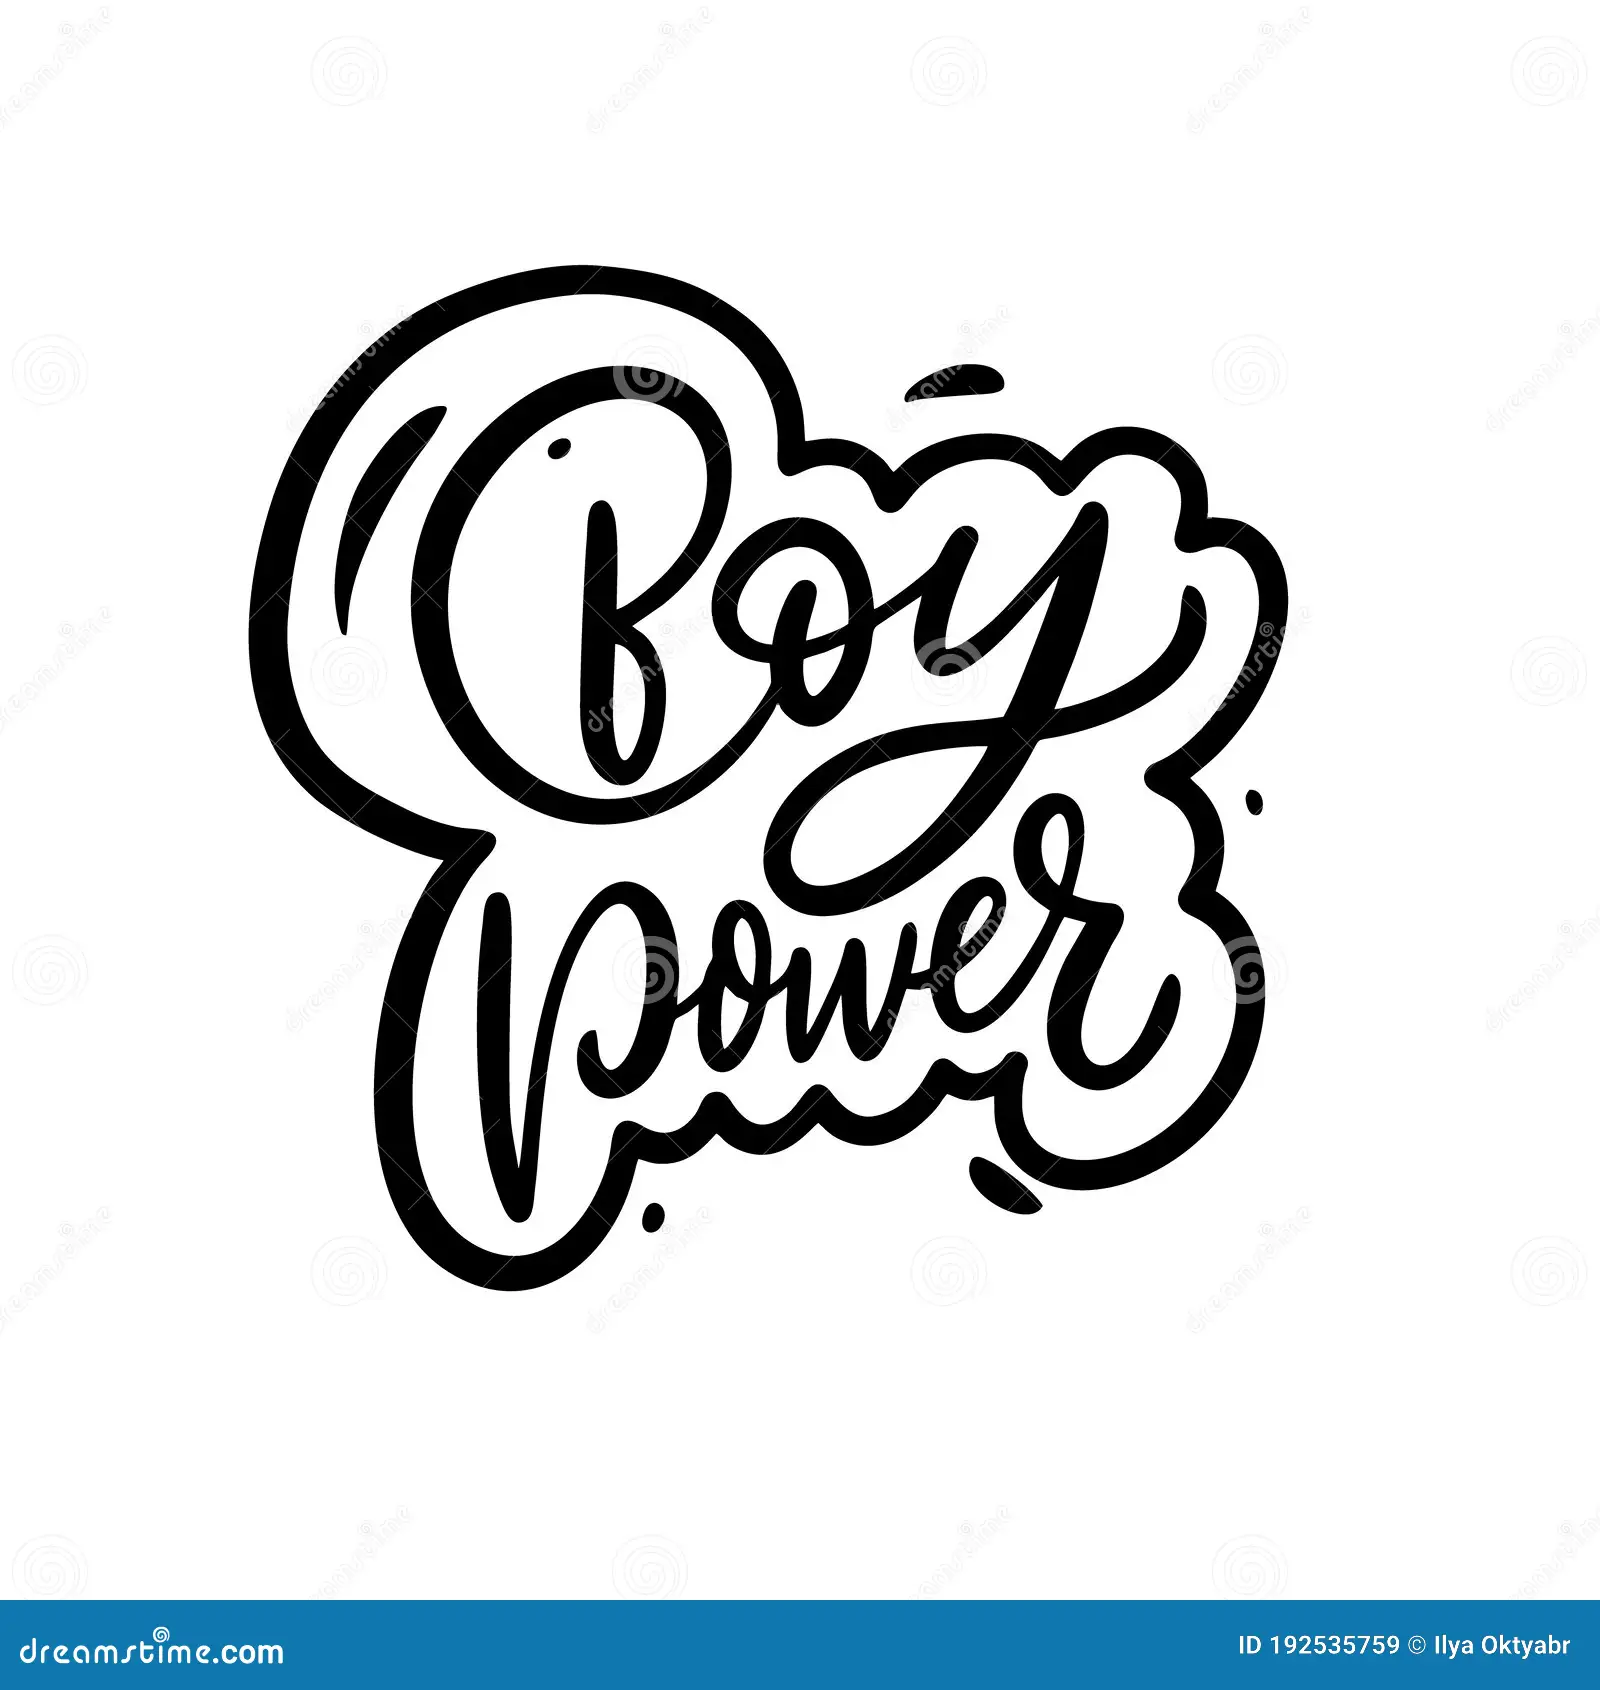 Boy
power
dreamstime.com
ID 192535759 © Ilya Oktyabr